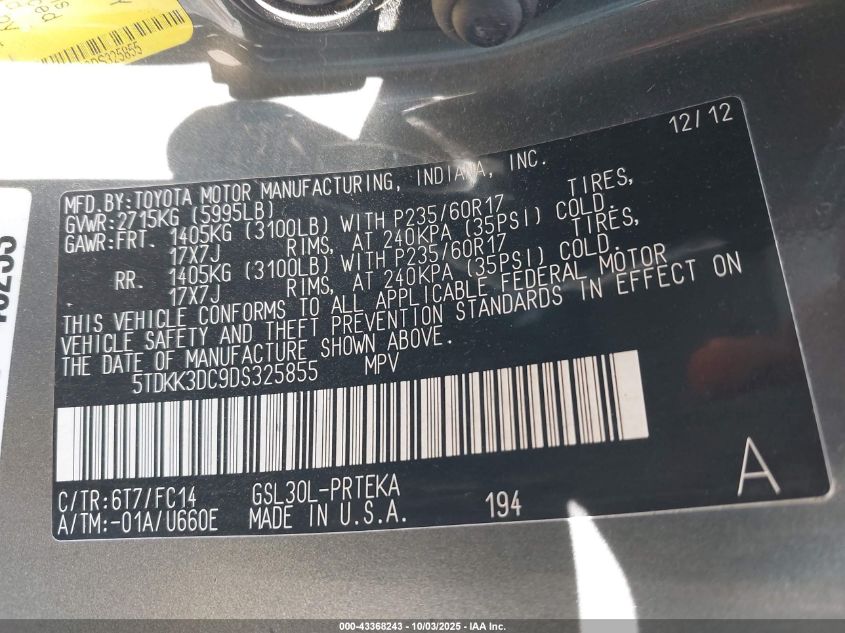 DS325855
12/12
MFD.BY:TOYOTA MOTOR MANUFACTURING, INDIANA, INC.
GVWR:2715KG (5995LB)
GAWR:FRT. 1405KG (3100LB) WITH P235/60R17 TIRES,
17X7J RIMS, AT 240KPA (35PSI) COLD.
RR. 1405KG (3100LB) WITH P235/60R17 TIRES,
17X7J RIMS, AT 240KPA (35PSI) COLD.
THIS VEHICLE CONFORMS TO ALL APPLICABLE FEDERAL MOTOR
VEHICLE SAFETY AND THEFT PREVENTION STANDARDS IN EFFECT ON
THE DATE OF MANUFACTURE SHOWN ABOVE.
5TDKK3DC9DS325855 MPV
C/TR:6T7/FC14 GSL30L-PRTEKA
A/TM:-01A/U660E MADE IN U.S.A. 194
A
000-43368243 - 10/03/2025 - IAA Inc.